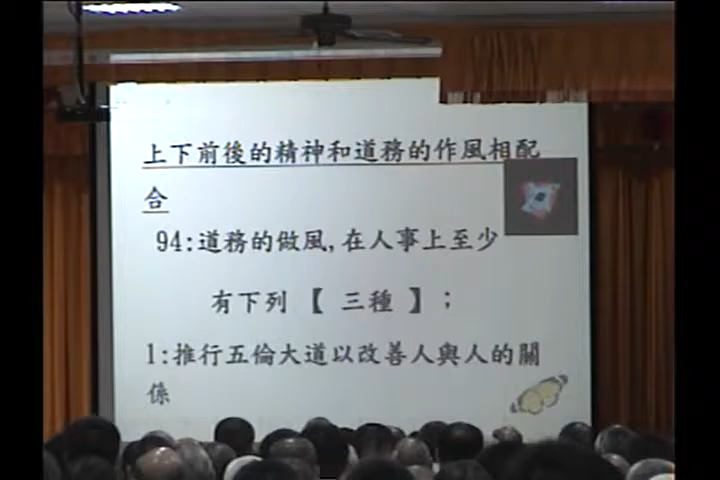 上下前後的精神和道務的作風相配
合
94:道務的做風,在人事上至少
有下列【 三種 】;
1:推行五倫大道以改善人與人的關
係